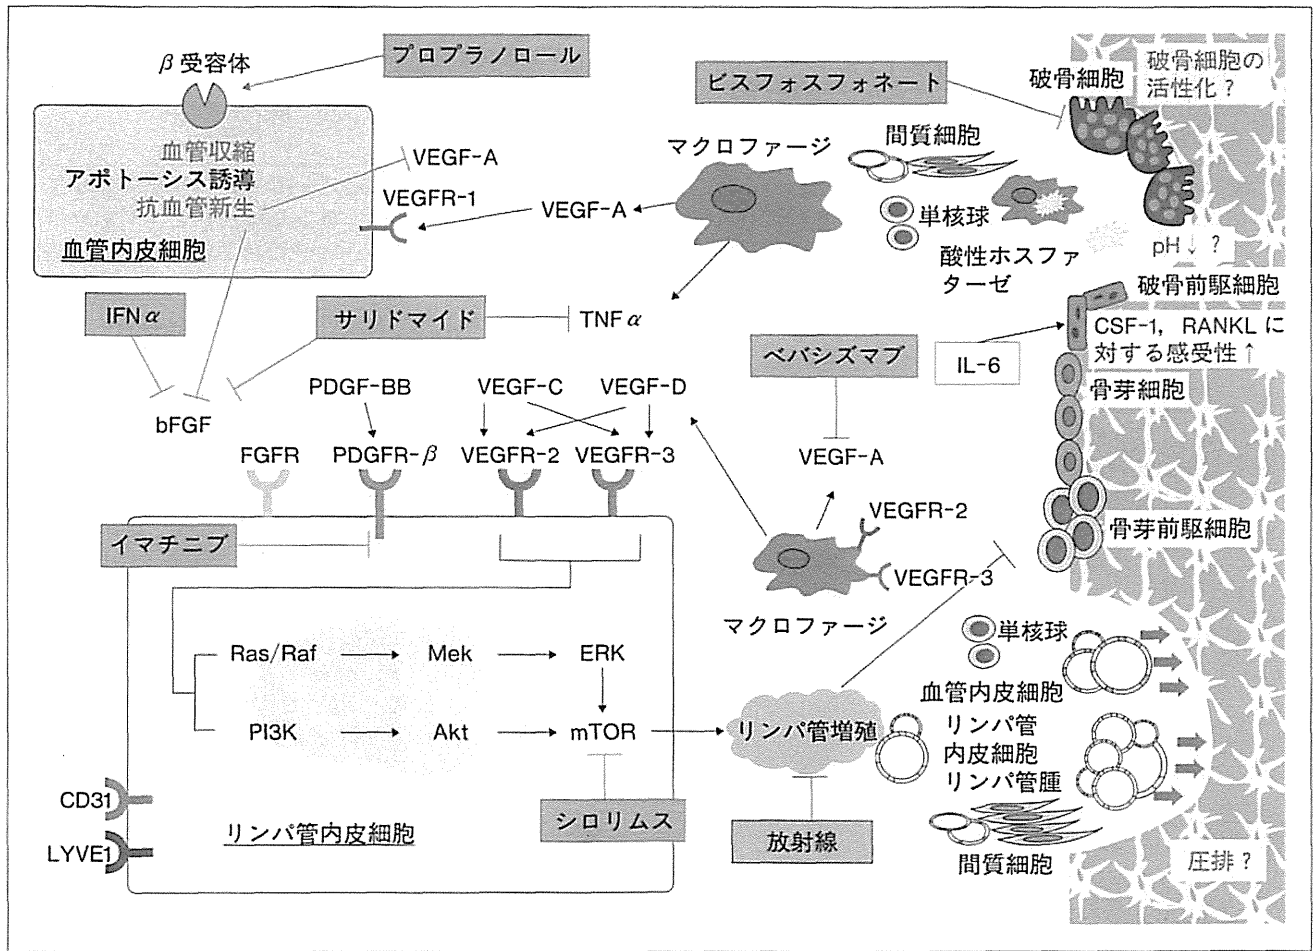 プロプラノロール
β受容体
血管収縮
アポトーシス誘導
抗血管新生
血管内皮細胞
VEGF-A
VEGFR-1
VEGF-A
マクロファージ
ビスフォスフォネート
間質細胞
単核球
酸性ホスファ
ターゼ
破骨細胞
破骨細胞の
活性化?
pH↓?
破骨前駆細胞
CSF-1, RANKLに
対する感受性↑
IL-6
骨芽細胞
骨芽前駆細胞
IFNα
サリドマイド
TNFα
ベバシズマブ
bFGF
PDGF-BB
VEGF-C
VEGF-D
FGFR
PDGFR-β
VEGFR-2
VEGFR-3
VEGF-A
VEGFR-2
VEGFR-3
マクロファージ
イマチニブ
Ras/Raf
Mek
ERK
PI3K
Akt
mTOR
リンパ管増殖
シロリムス
放射線
CD31
LYVE1
リンパ管内皮細胞
単核球
血管内皮細胞
リンパ管
内皮細胞
リンパ管腫
間質細胞
圧排?